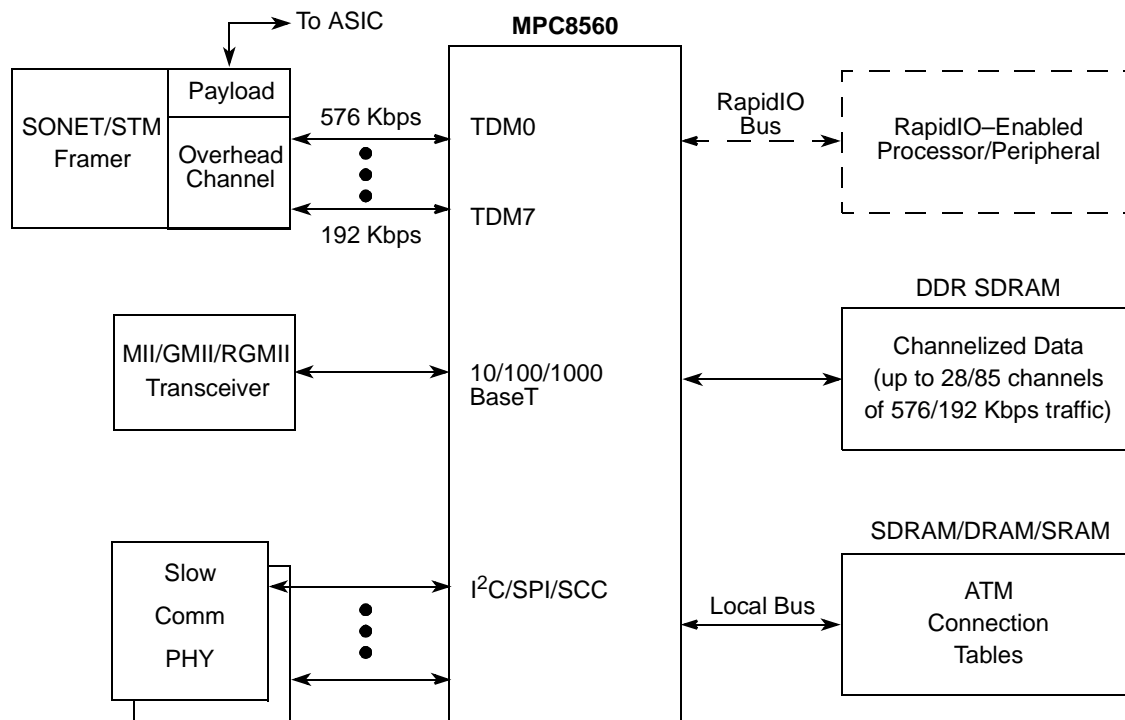 To ASIC
MPC8560
Payload
SONET/STM
Framer
Overhead
Channel
576 Kbps
192 Kbps
TDM0
TDM7
RapidIO
Bus
RapidIO–Enabled
Processor/Peripheral
MII/GMII/RGMII
Transceiver
10/100/1000
BaseT
DDR SDRAM
Channelized Data
(up to 28/85 channels
of 576/192 Kbps traffic)
Slow
Comm
PHY
I²C/SPI/SCC
Local Bus
SDRAM/DRAM/SRAM
ATM
Connection
Tables